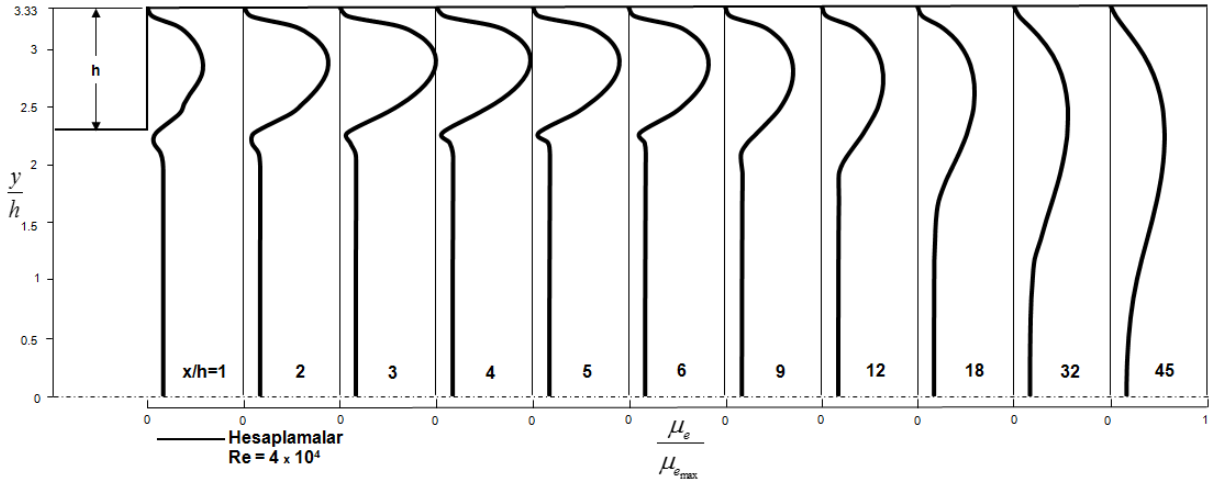 3.33
h
3
2.5
2
y/h
1.5
1
0.5
0
x/h=1 2 3 4 5 6 9 12 18 32 45
0 0 0 0 0 0 0 0 0 0 0 1
Hesaplamalar
Re = 4 x 10⁴
μe
μemax